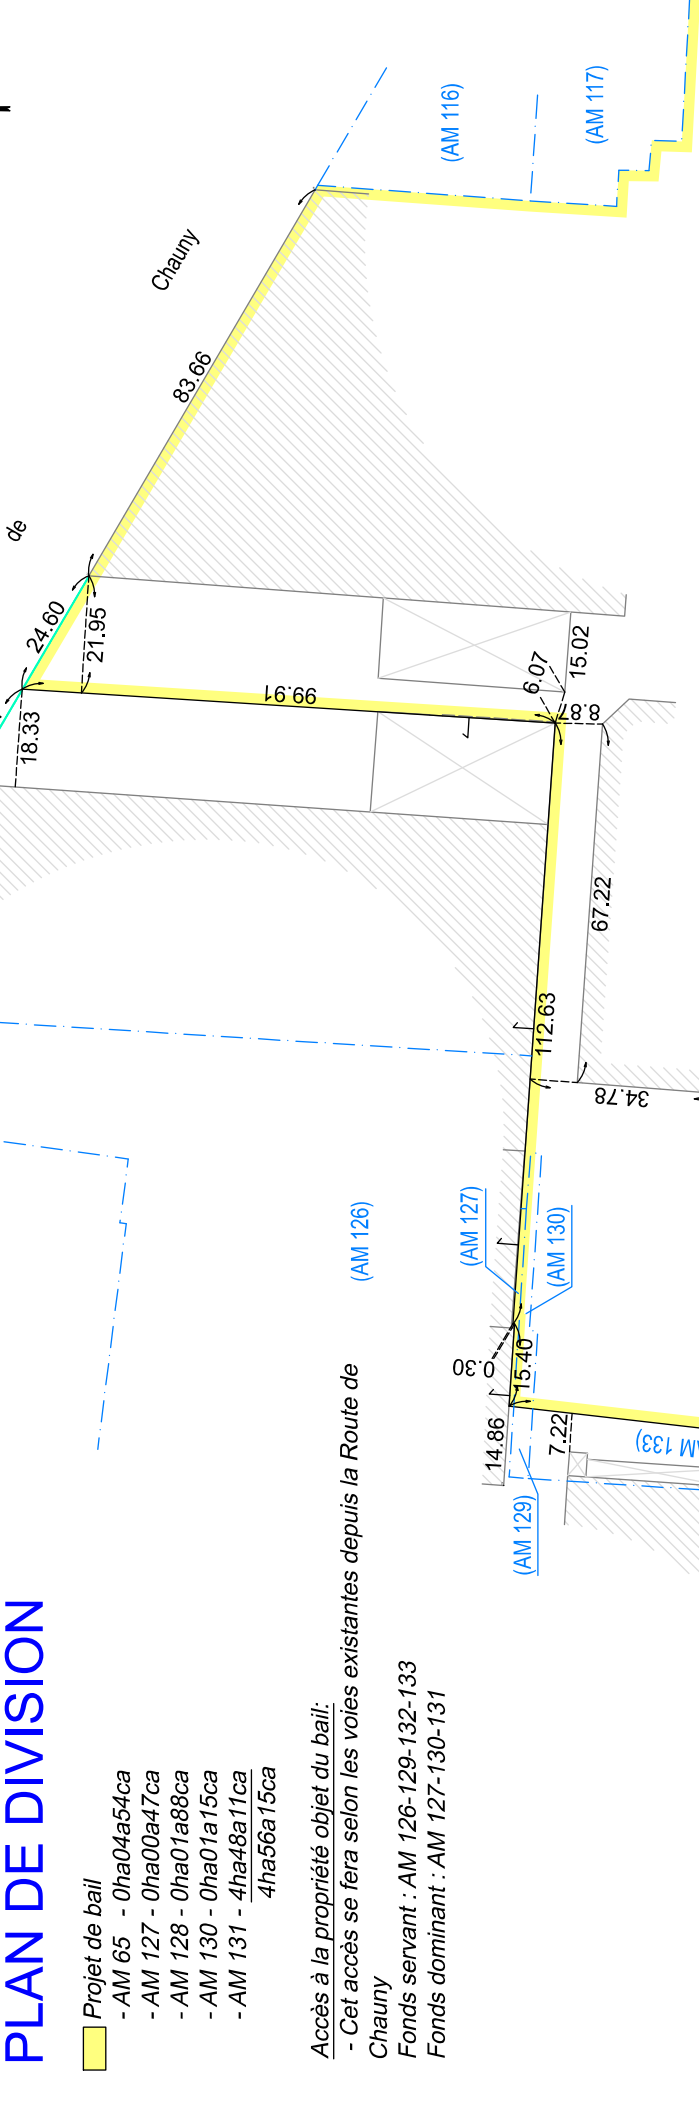 PLAN DE DIVISION
Projet de bail
- AM 65 - 0ha04a54ca
- AM 127 - 0ha00a47ca
- AM 128 - 0ha01a88ca
- AM 130 - 0ha01a15ca
- AM 131 - 4ha48a11ca
4ha56a15ca
Accès à la propriété objet du bail:
- Cet accès se fera selon les voies existantes depuis la Route de
Chauny
Fonds servant : AM 126-129-132-133
Fonds dominant : AM 127-130-131
de
Chauny
18.33
24.60
21.95
83.66
99.91
6.07
15.02
8.87
67.22
112.63
34.78
0.30
15.40
14.86
7.22
(AM 116)
(AM 117)
(AM 126)
(AM 127)
(AM 130)
(AM 129)
AM 133)